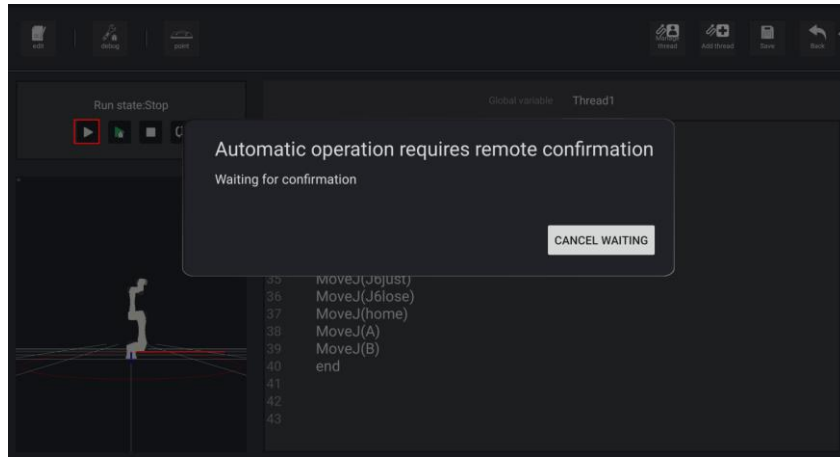 edit
debug
point
Manage thread
Add thread
Save
Back
Run state:Stop
Global variable Thread1
Automatic operation requires remote confirmation
Waiting for confirmation
CANCEL WAITING
35 MoveJ(J6just)
36 MoveJ(J6lose)
37 MoveJ(home)
38 MoveJ(A)
39 MoveJ(B)
40 end
41
42
43